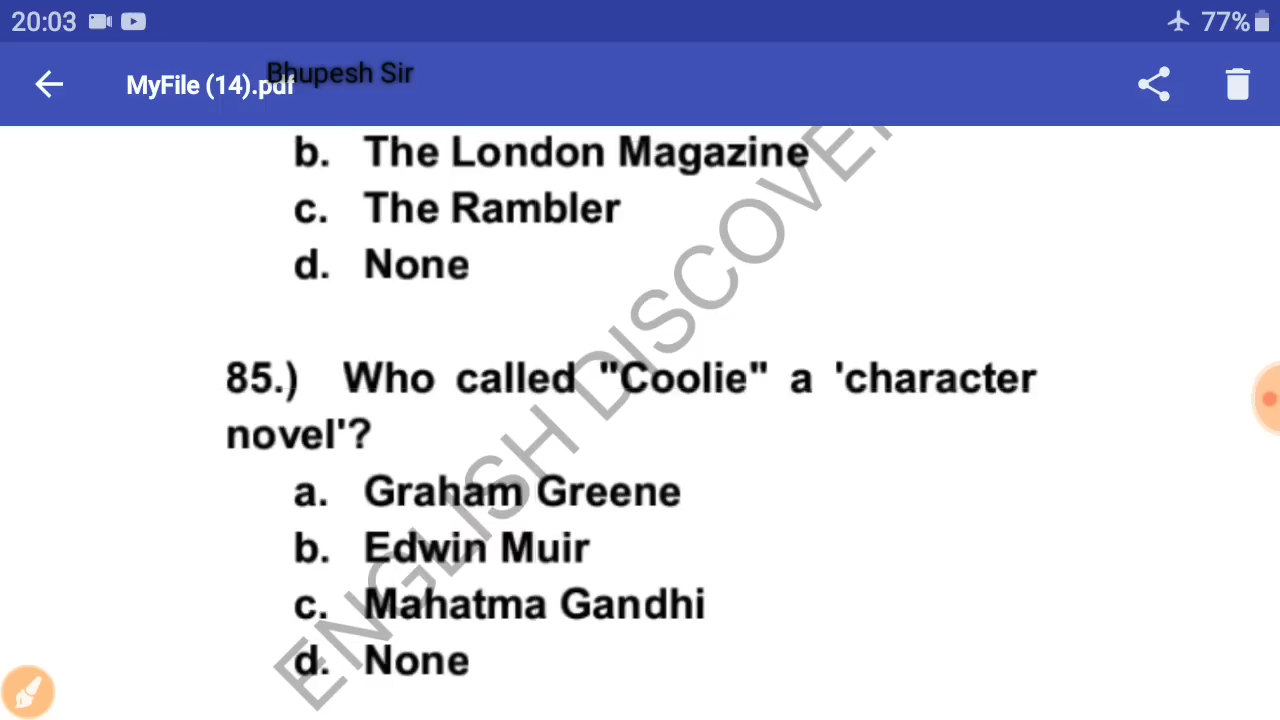 20:03 77%
Bhupesh Sir
MyFile (14).pdf
b. The London Magazine
c. The Rambler
d. None
85.) Who called "Coolie" a 'character
novel'?
a. Graham Greene
b. Edwin Muir
c. Mahatma Gandhi
d. None
ENGLISH DISCOVER